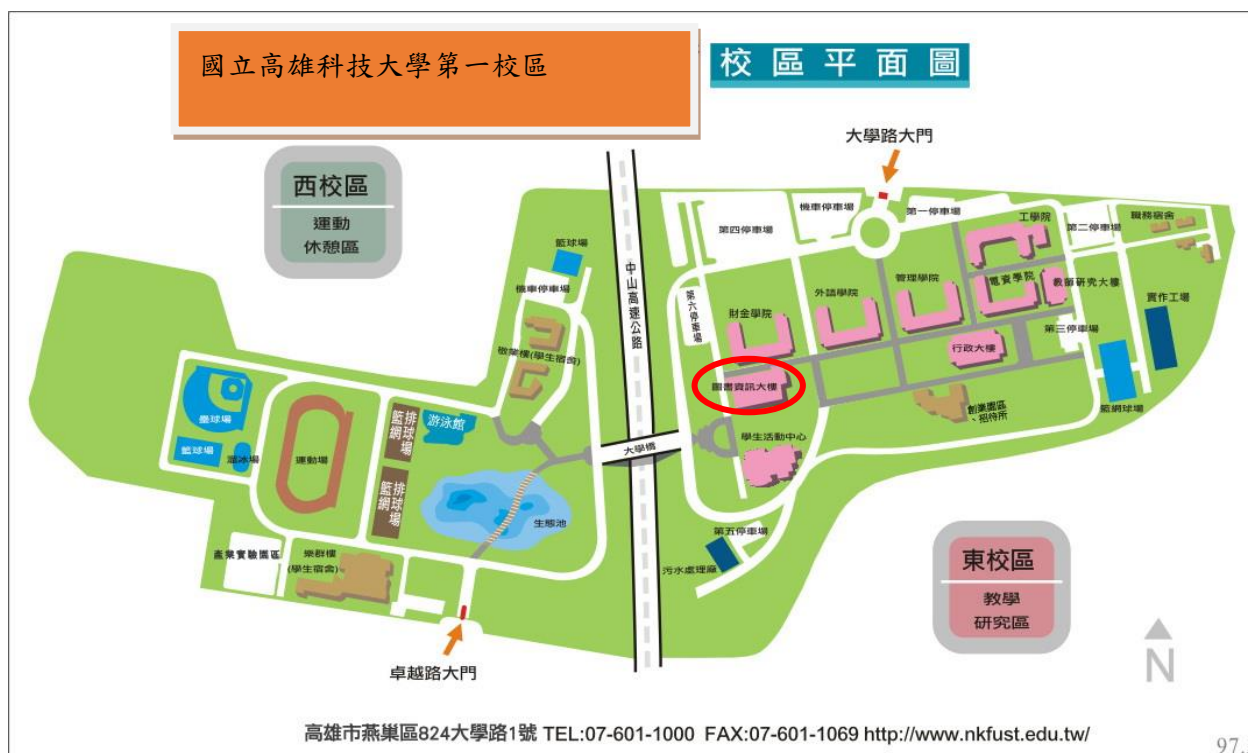 國立高雄科技大學第一校區
校區平面圖
大學路大門
西校區
運動
休憩區
籃球場
機車停車場
中山高速公路
第四停車場
機車停車場
第一停車場
工學院
第二停車場
職務宿舍
第六停車場
財金學院
外語學院
管理學院
電資學院
教師研究大樓
實作工場
第三停車場
行政大樓
圖書資訊大樓
籃網球場
創業園區
、招待所
學生活動中心
大學橋
敬業樓(學生宿舍)
壘球場
籃球場
溜冰場
運動場
排球場
籃網
游泳館
排球場
籃網
生態池
第五停車場
污水處理廠
產業實驗園區
樂群樓
(學生宿舍)
東校區
教學
研究區
卓越路大門
N
高雄市燕巢區824大學路1號 TEL:07-601-1000 FAX:07-601-1069 http://www.nkfust.edu.tw/
97.